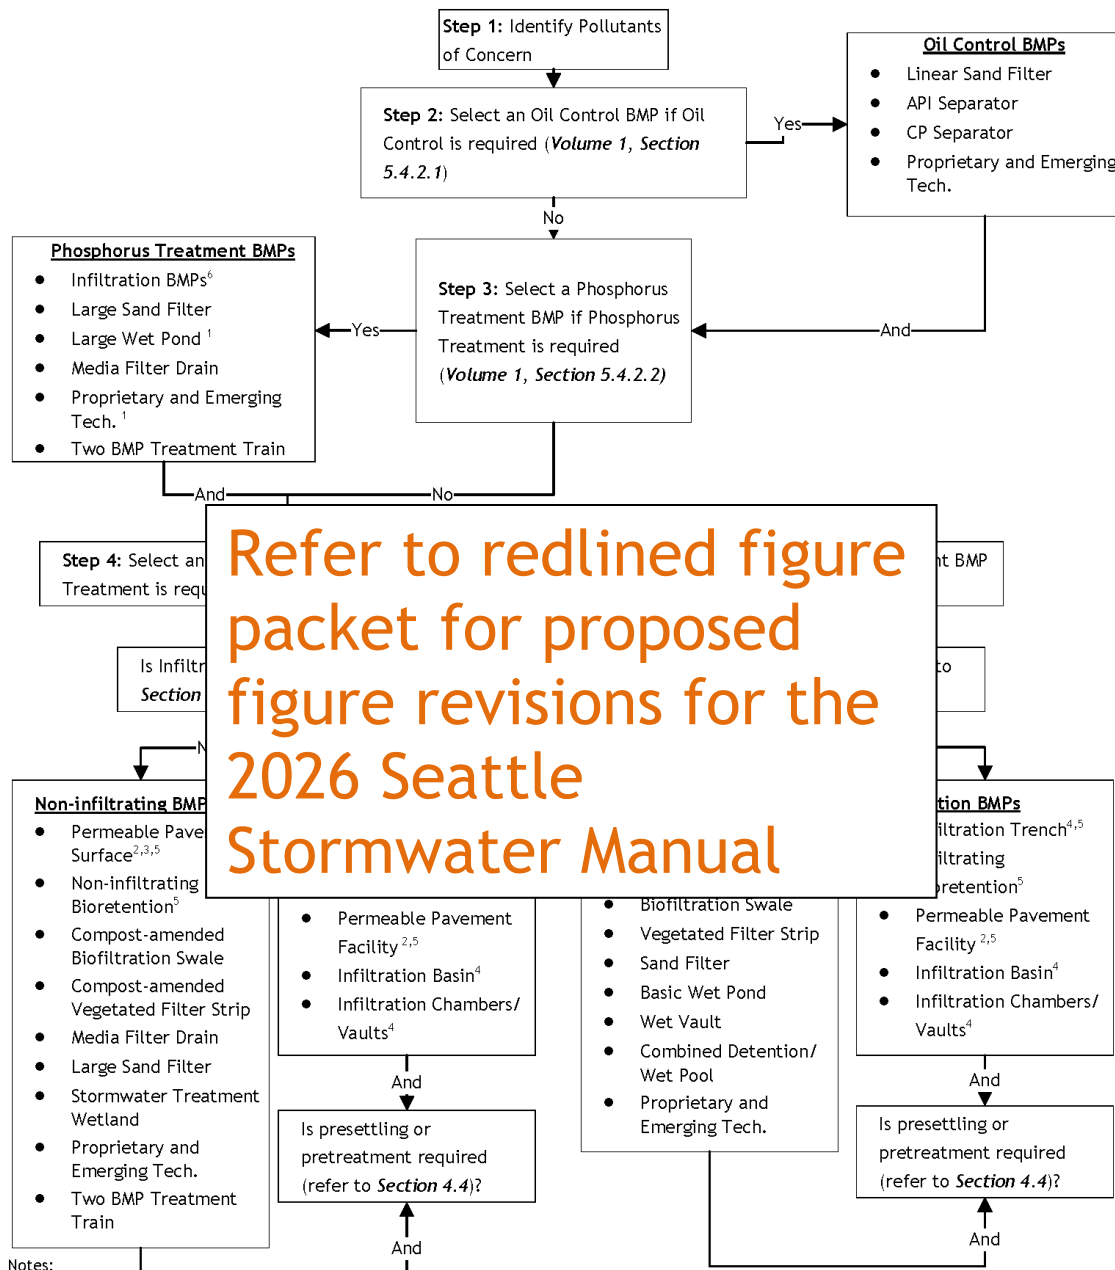 Step 1: Identify Pollutants
of Concern
Oil Control BMPs
● Linear Sand Filter
● API Separator
● CP Separator
● Proprietary and Emerging
Tech.
Step 2: Select an Oil Control BMP if Oil
Control is required (Volume 1, Section
5.4.2.1)
Yes
No
Phosphorus Treatment BMPs
● Infiltration BMPs6
● Large Sand Filter
● Large Wet Pond 1
● Media Filter Drain
● Proprietary and Emerging
Tech. 1
● Two BMP Treatment Train
Step 3: Select a Phosphorus
Treatment BMP if Phosphorus
Treatment is required
(Volume 1, Section 5.4.2.2)
Yes
And
And
No
Refer to redlined figure
packet for proposed
figure revisions for the
2026 Seattle
Stormwater Manual
Step 4: Select an
Treatment is
BMP
Is
Section
to
Non-infiltrating
● Permeable
Surface2,3,5
● Non-infiltrating
Bioretention5
● Compost-amended
Biofiltration Swale
● Compost-amended
Vegetated Filter Strip
● Media Filter Drain
● Large Sand Filter
● Stormwater Treatment
Wetland
● Proprietary and
Emerging Tech.
● Two BMP Treatment
Train
● Permeable Pavement
Facility 2,5
● Infiltration Basin4
● Infiltration Chambers/
Vaults4
And
Is presettling or
pretreatment required
(refer to Section 4.4)?
And
● Biofiltration Swale
● Vegetated Filter Strip
● Sand Filter
● Basic Wet Pond
● Wet Vault
● Combined Detention/
Wet Pool
● Proprietary and
Emerging Tech.
BMPs
Trench4,5
● Permeable Pavement
Facility 2,5
● Infiltration Basin4
● Infiltration Chambers/
Vaults4
And
Is presettling or
pretreatment required
(refer to Section 4.4)?
And
Notes: